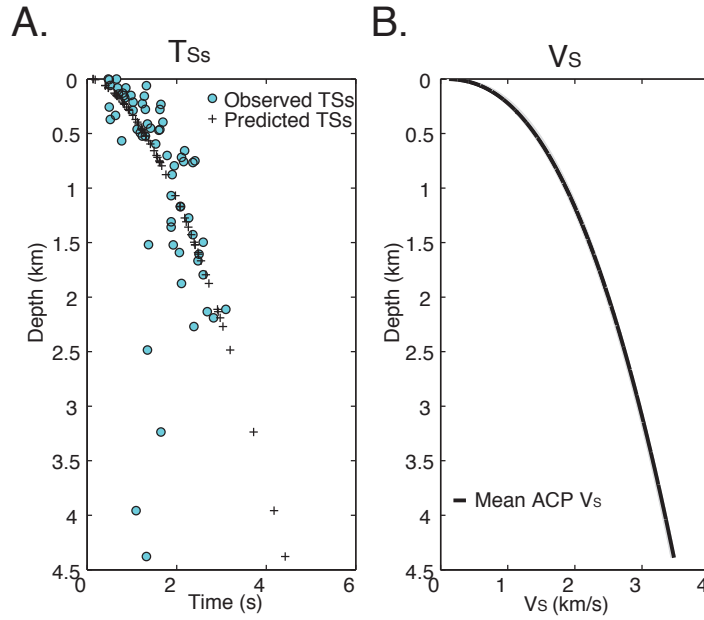 A.
TSs
0
0.5
1
1.5
2
2.5
3
3.5
4
4.5
Depth (km)
Observed TSs
Predicted TSs
0 2 4 6
Time (s)
B.
Vs
0
0.5
1
1.5
2
2.5
3
3.5
4
4.5
Depth (km)
Mean ACP Vs
0 1 2 3 4
Vs (km/s)